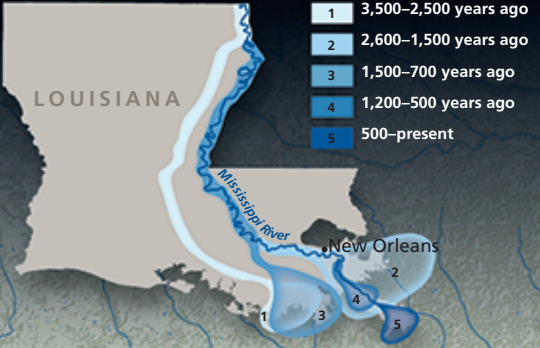 1 3,500–2,500 years ago
2 2,600–1,500 years ago
3 1,500–700 years ago
4 1,200–500 years ago
5 500–present
LOUISIANA
Mississippi River
New Orleans
2
1
3
4
5